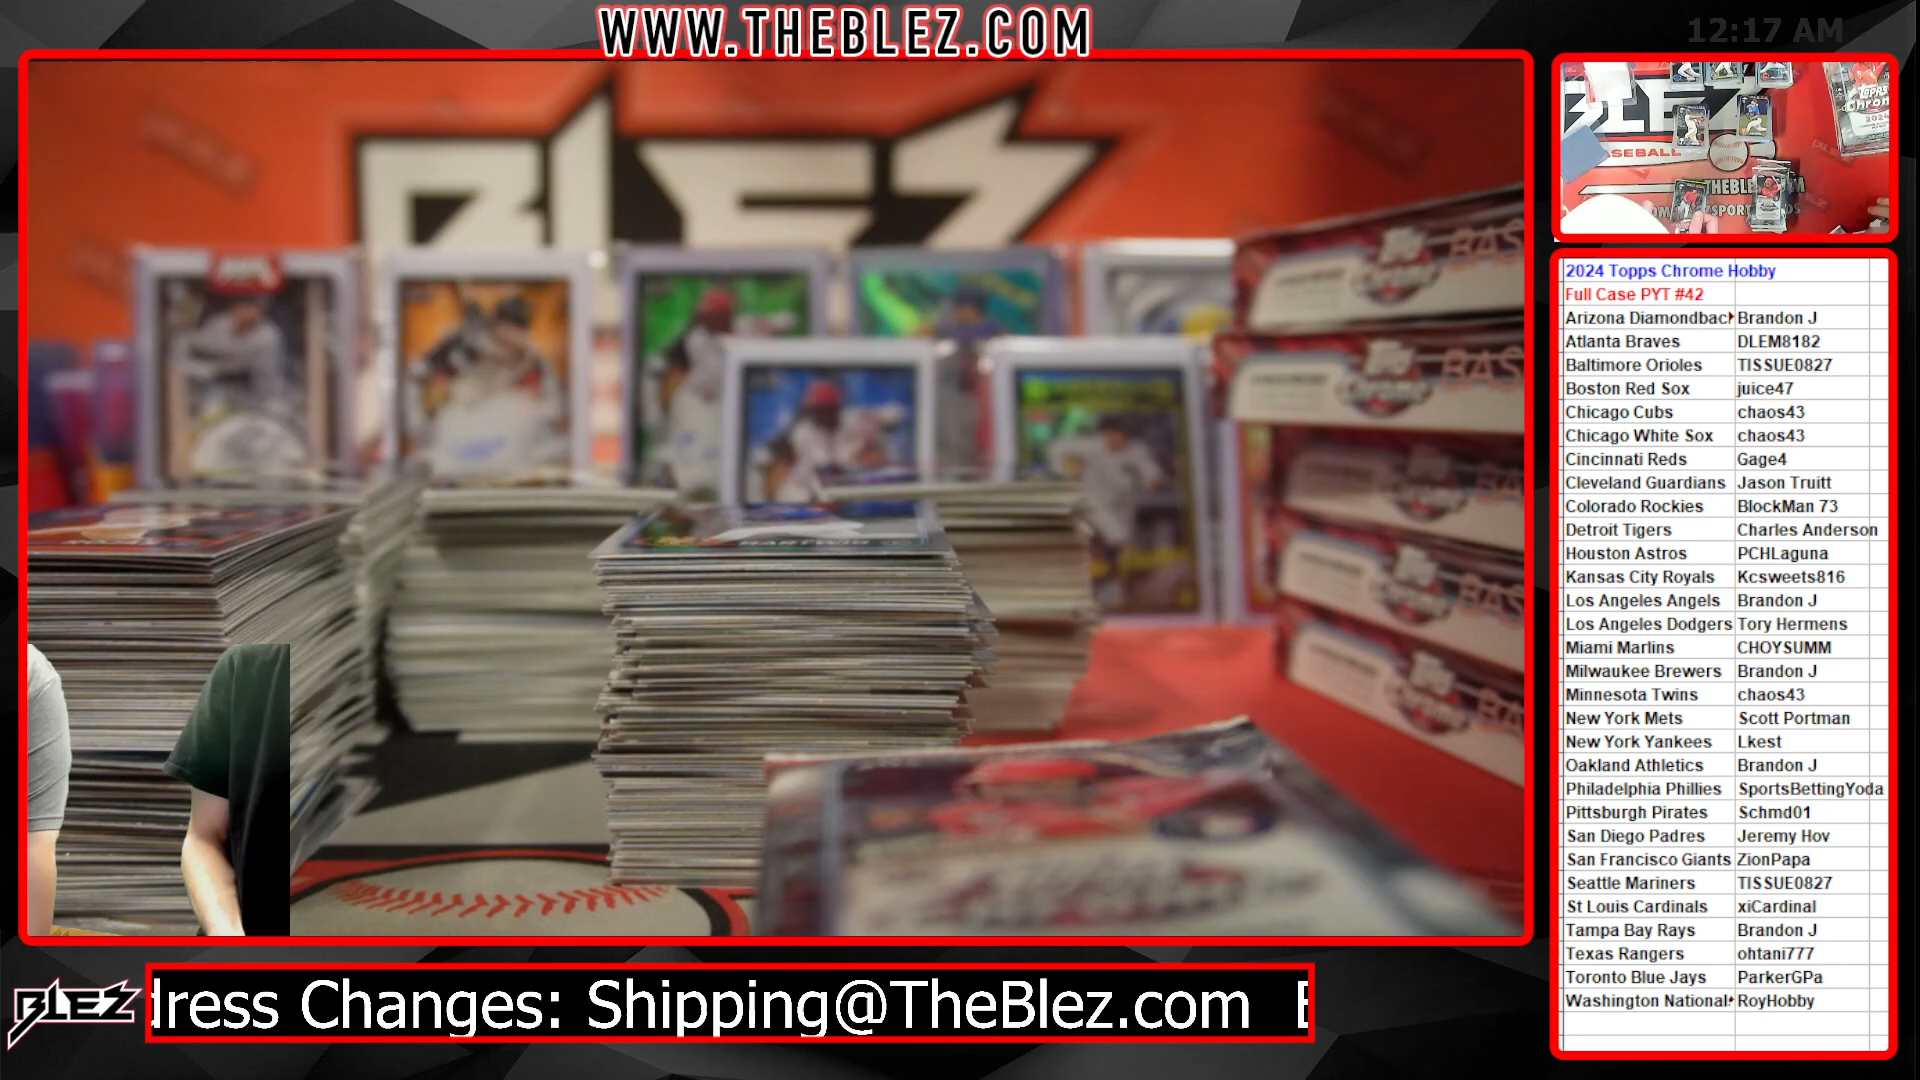 WWW.THEBLEZ.COM
12:17 AM
BLEZ
BASEBALL
Topps
Chrome
2024
2024 Topps Chrome Hobby
Full Case PYT #42
Arizona Diamondbac Brandon J
Atlanta Braves DLEM8182
Baltimore Orioles TISSUE0827
Boston Red Sox juice47
Chicago Cubs chaos43
Chicago White Sox chaos43
Cincinnati Reds Gage4
Cleveland Guardians Jason Truitt
Colorado Rockies BlockMan 73
Detroit Tigers Charles Anderson
Houston Astros PCHLaguna
Kansas City Royals Kcsweets816
Los Angeles Angels Brandon J
Los Angeles Dodgers Tory Hermens
Miami Marlins CHOYSUMM
Milwaukee Brewers Brandon J
Minnesota Twins chaos43
New York Mets Scott Portman
New York Yankees Lkest
Oakland Athletics Brandon J
Philadelphia Phillies SportsBettingYoda
Pittsburgh Pirates Schmd01
San Diego Padres Jeremy Hov
San Francisco Giants ZionPapa
Seattle Mariners TISSUE0827
St Louis Cardinals xiCardinal
Tampa Bay Rays Brandon J
Texas Rangers ohtani777
Toronto Blue Jays ParkerGPa
Washington National RoyHobby
BLEZ
dress Changes: Shipping@TheBlez.com